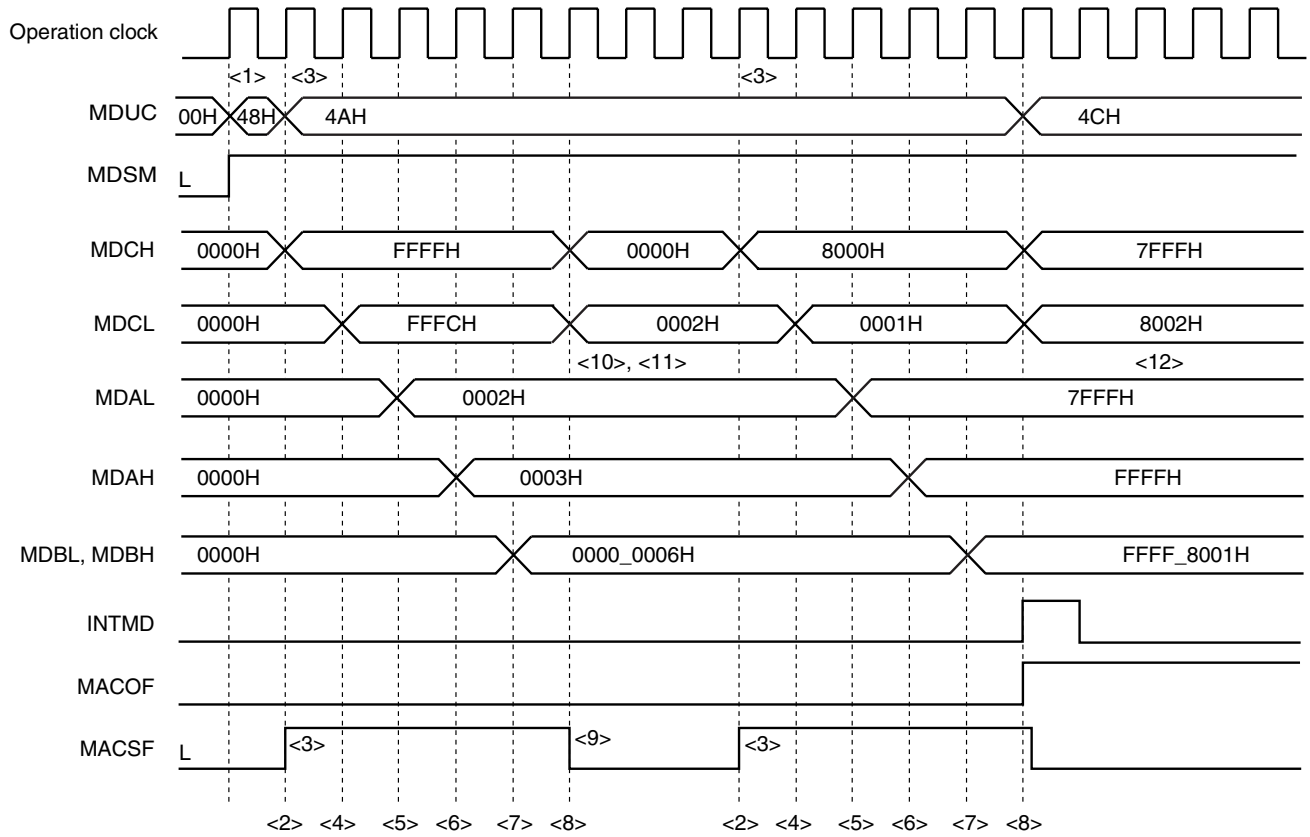 Operation clock
<1> <3> <3>
MDUC 00H 48H 4AH 4CH
MDSM L
MDCH 0000H FFFFH 0000H 8000H 7FFFH
MDCL 0000H FFFCH 0002H 0001H 8002H
<10>, <11> <12>
MDAL 0000H 0002H 7FFFH
MDAH 0000H 0003H FFFFH
MDBL, MDBH 0000H 0000_0006H FFFF_8001H
INTMD
MACOF
MACSF L <3> <9> <3>
<2> <4> <5> <6> <7> <8> <2> <4> <5> <6> <7> <8>